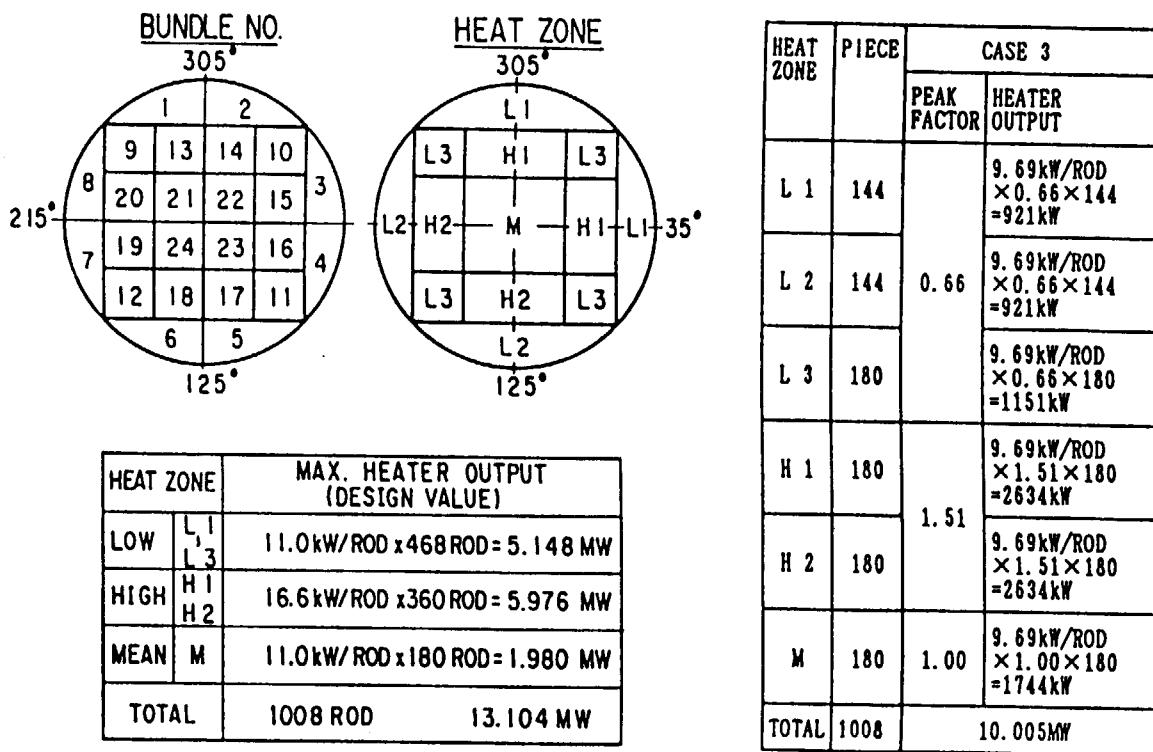 BUNDLE NO.
305°
1 2
9 13 14 10
8 3
20 21 22 15
215°
19 24 23 16
7 4
12 18 17 11
6 5
125°
HEAT ZONE
305°
L1
L3 H1 L3
L2 H2 M H1 L1 35°
L3 H2 L3
L2
125°
HEAT ZONE MAX. HEATER OUTPUT
(DESIGN VALUE)
LOW L1
,
L3
11.0kW/ROD x468ROD=5.148 MW
HIGH H1
H2
16.6kW/ROD x360ROD=5.976 MW
MEAN M 11.0kW/ROD x180ROD=1.980 MW
TOTAL 1008 ROD 13.104 MW
HEAT
ZONE
PIECE
CASE 3
PEAK
FACTOR
HEATER
OUTPUT
L 1 144
9.69kW/ROD
×0.66×144
=921kW
L 2 144 0.66
9.69kW/ROD
×0.66×144
=921kW
L 3 180
9.69kW/ROD
×0.66×180
=1151kW
H 1 180
9.69kW/ROD
×1.51×180
=2634kW
1.51
H 2 180
9.69kW/ROD
×1.51×180
=2634kW
M 180 1.00
9.69kW/ROD
×1.00×180
=1744kW
TOTAL 1008 10.005MW